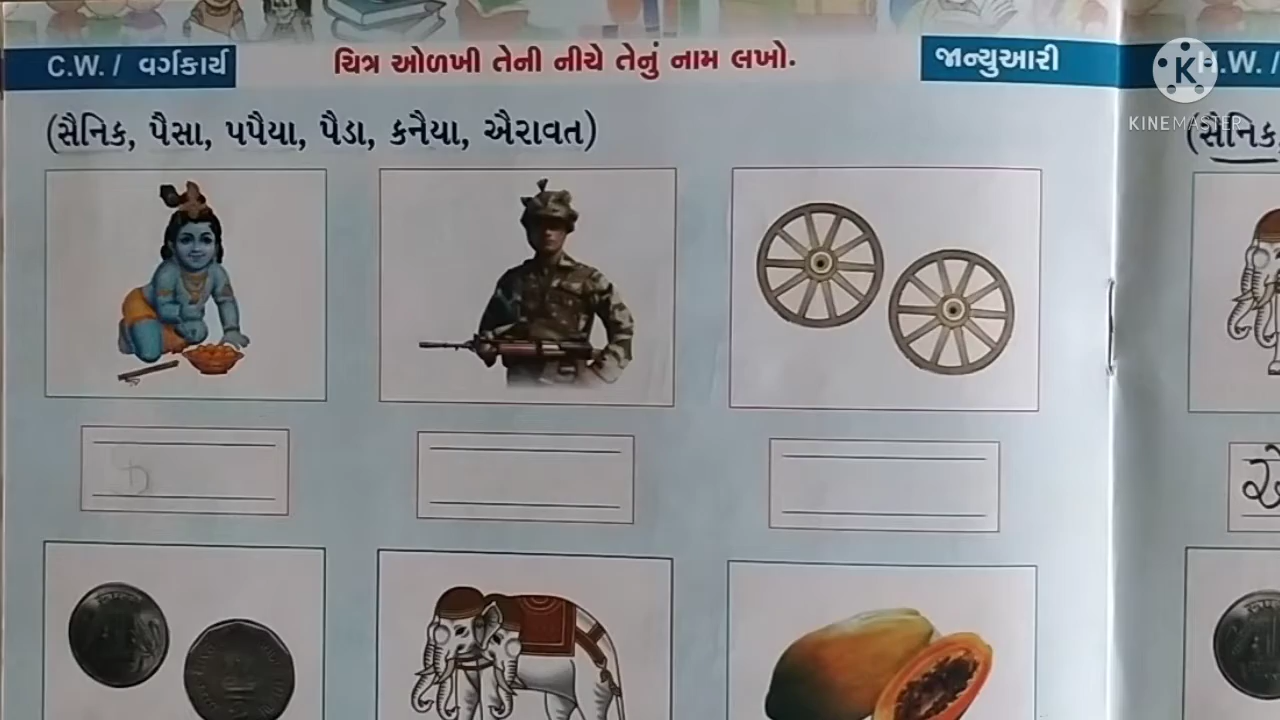 C.W. / વર્ગકાર્ય
ચિત્ર ઓળખી તેની નીચે તેનું નામ લખો.
જાન્યુઆરી
H.W. /
KINEMASTER
(સૈનિક, પૈસા, પપૈયા, પૈડા, કનૈયા, ઐરાવત)
(સૈનિક,
ક
ઐ